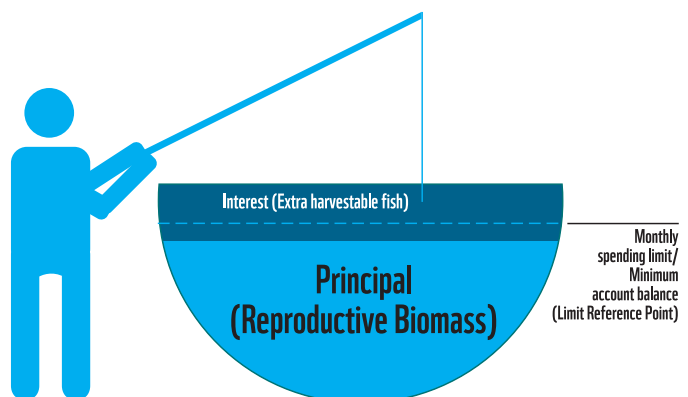 Interest (Extra harvestable fish)
Principal
(Reproductive Biomass)
Monthly
spending limit/
Minimum
account balance
(Limit Reference Point)